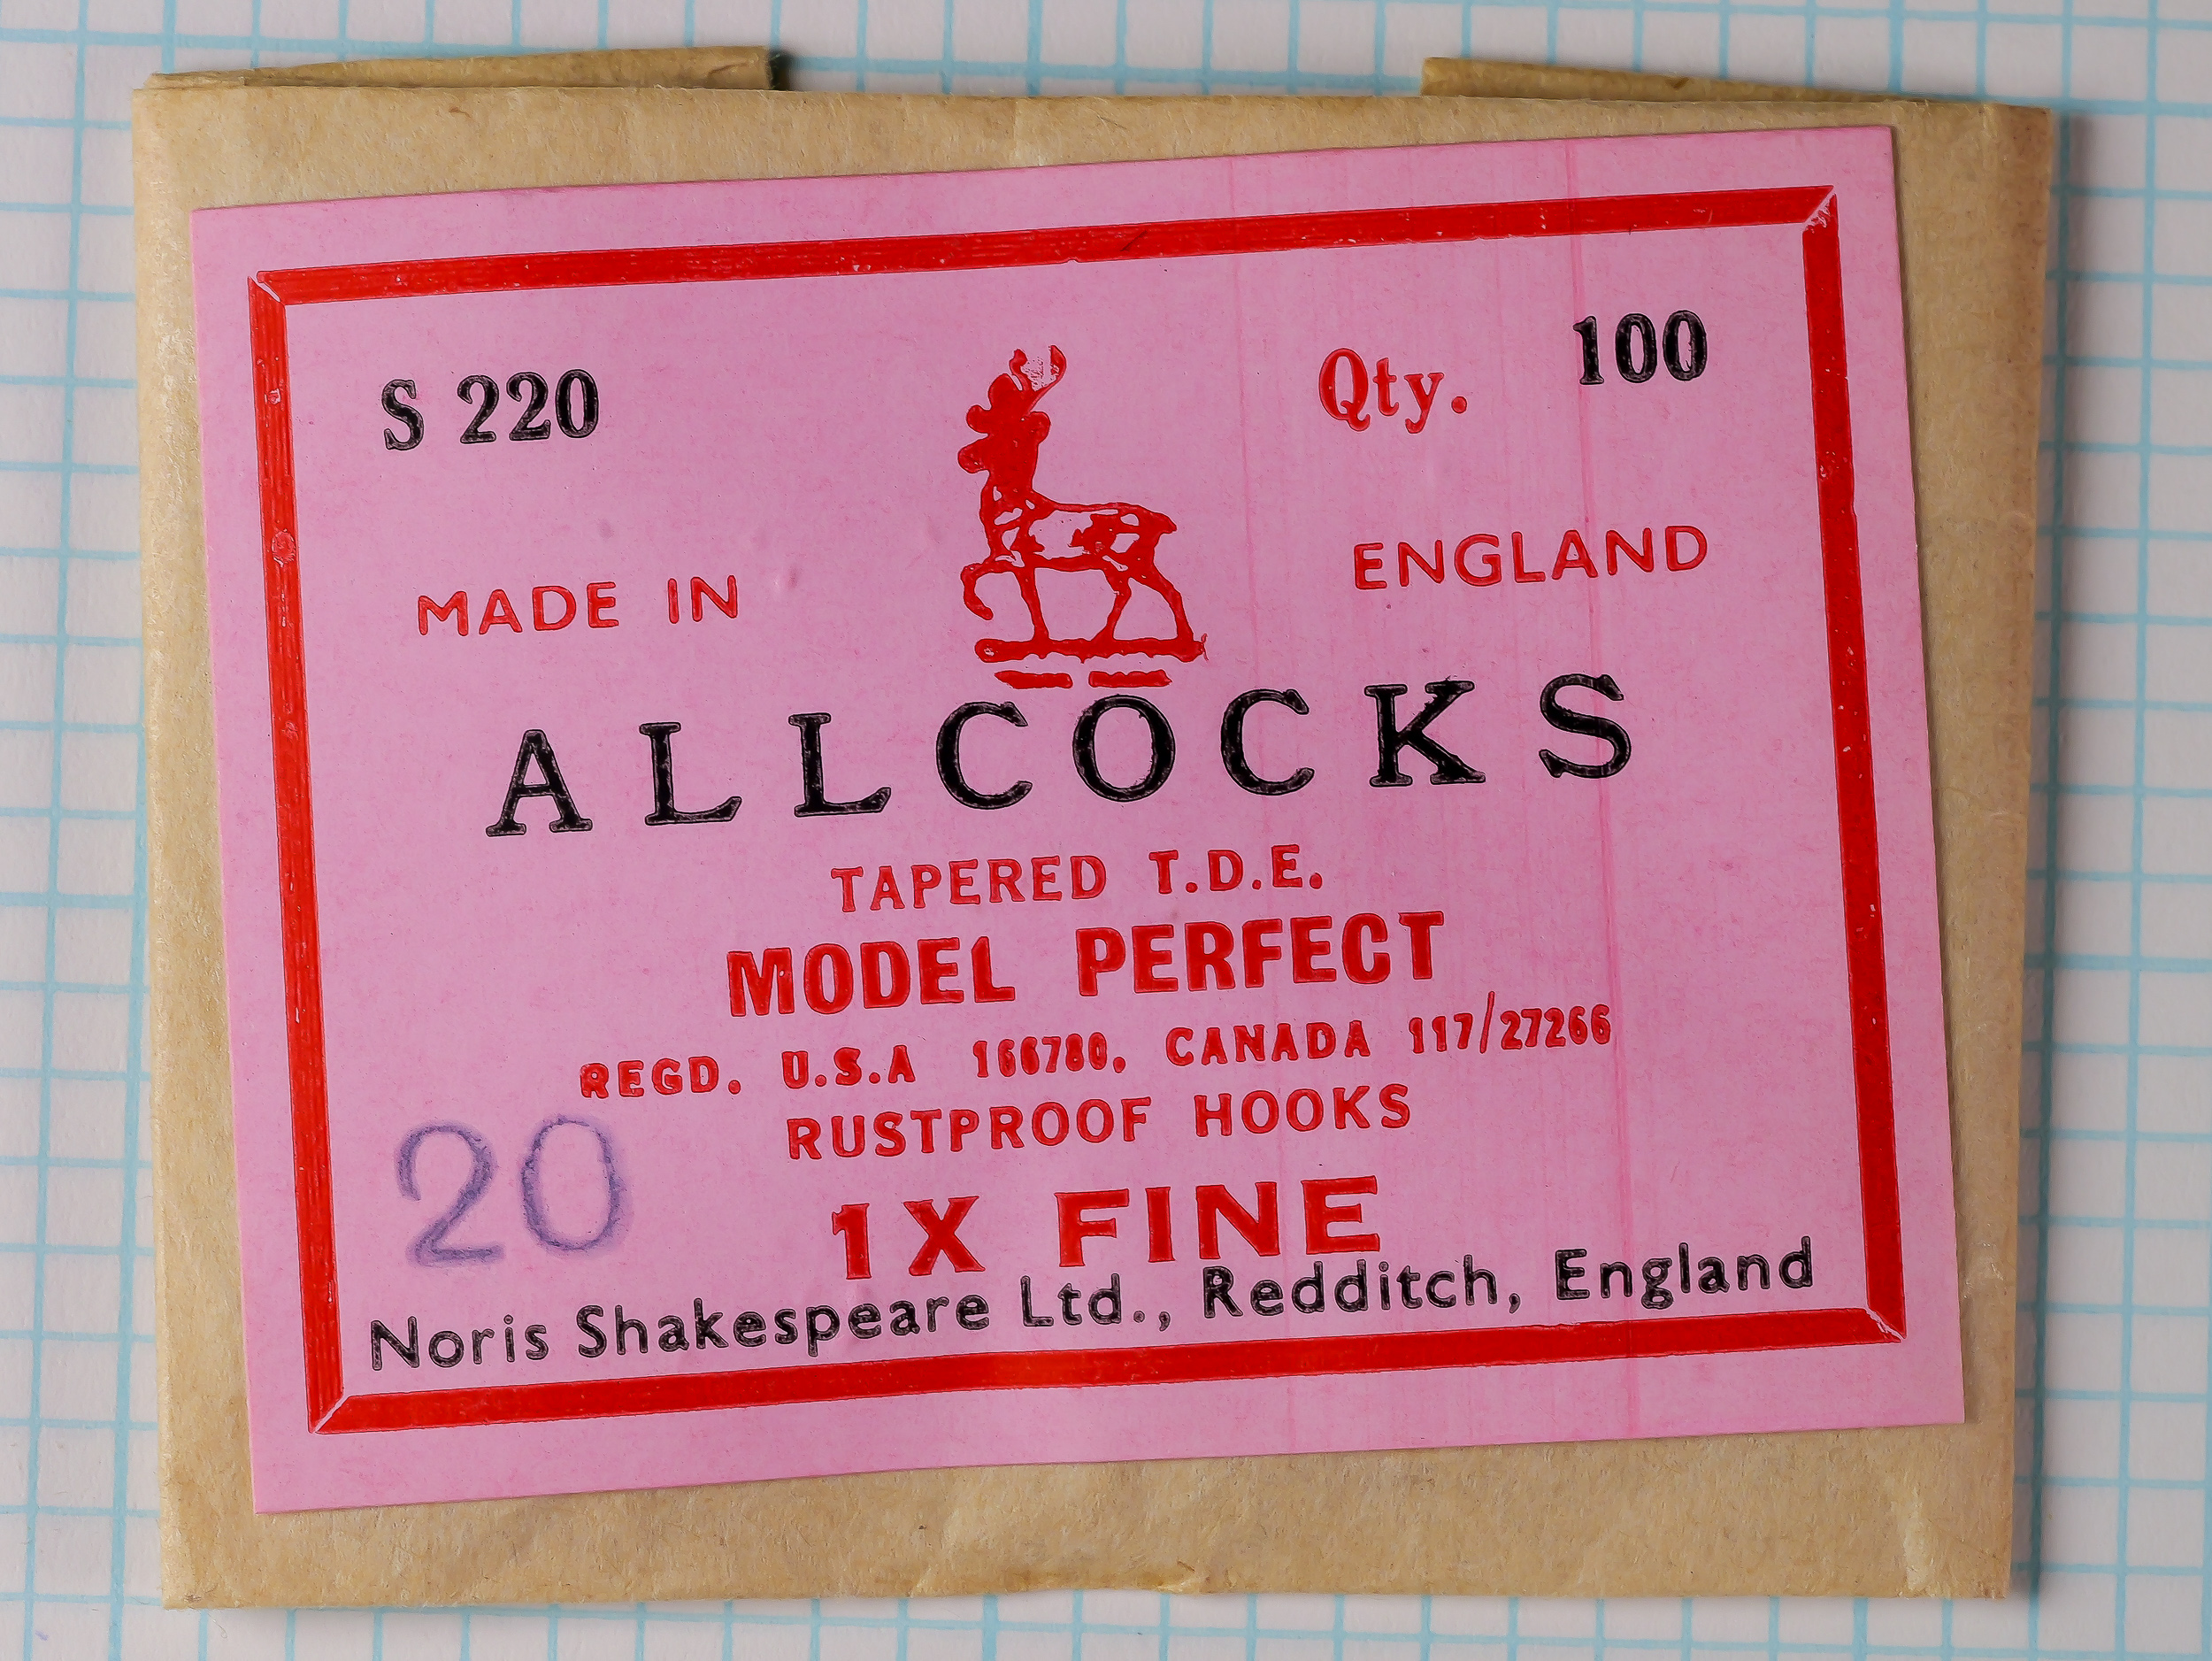 S 220
Qty. 100
MADE IN ENGLAND
ALLCOCKS
TAPERED T.D.E.
MODEL PERFECT
REGD. U.S.A 166780, CANADA 117/27266
RUSTPROOF HOOKS
20
1X FINE
Noris Shakespeare Ltd., Redditch, England